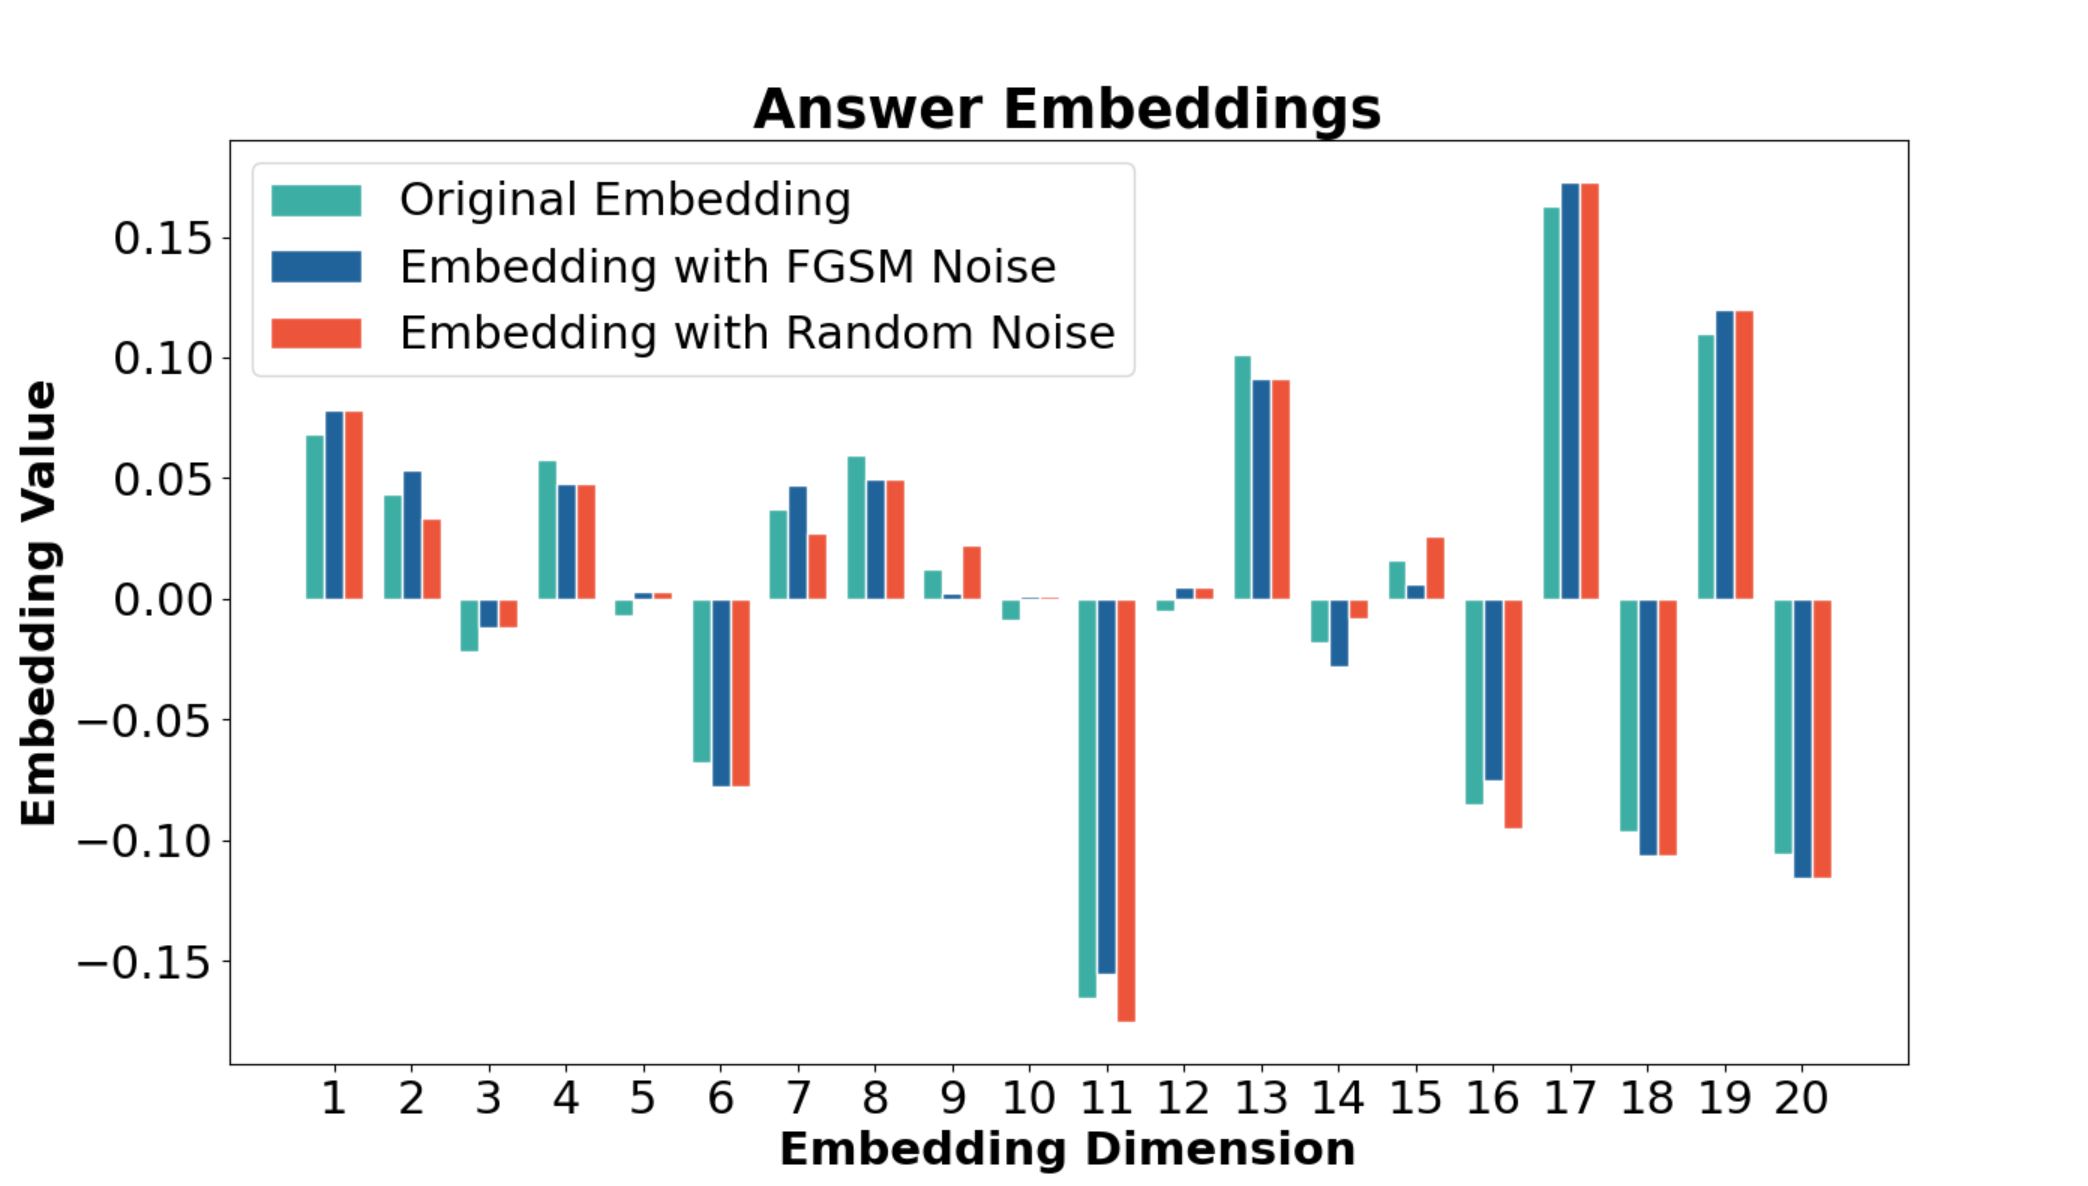 Answer Embeddings
Original Embedding
Embedding with FGSM Noise
Embedding with Random Noise
Embedding Value
0.15
0.10
0.05
0.00
−0.05
−0.10
−0.15
1 2 3 4 5 6 7 8 9 10 11 12 13 14 15 16 17 18 19 20
Embedding Dimension